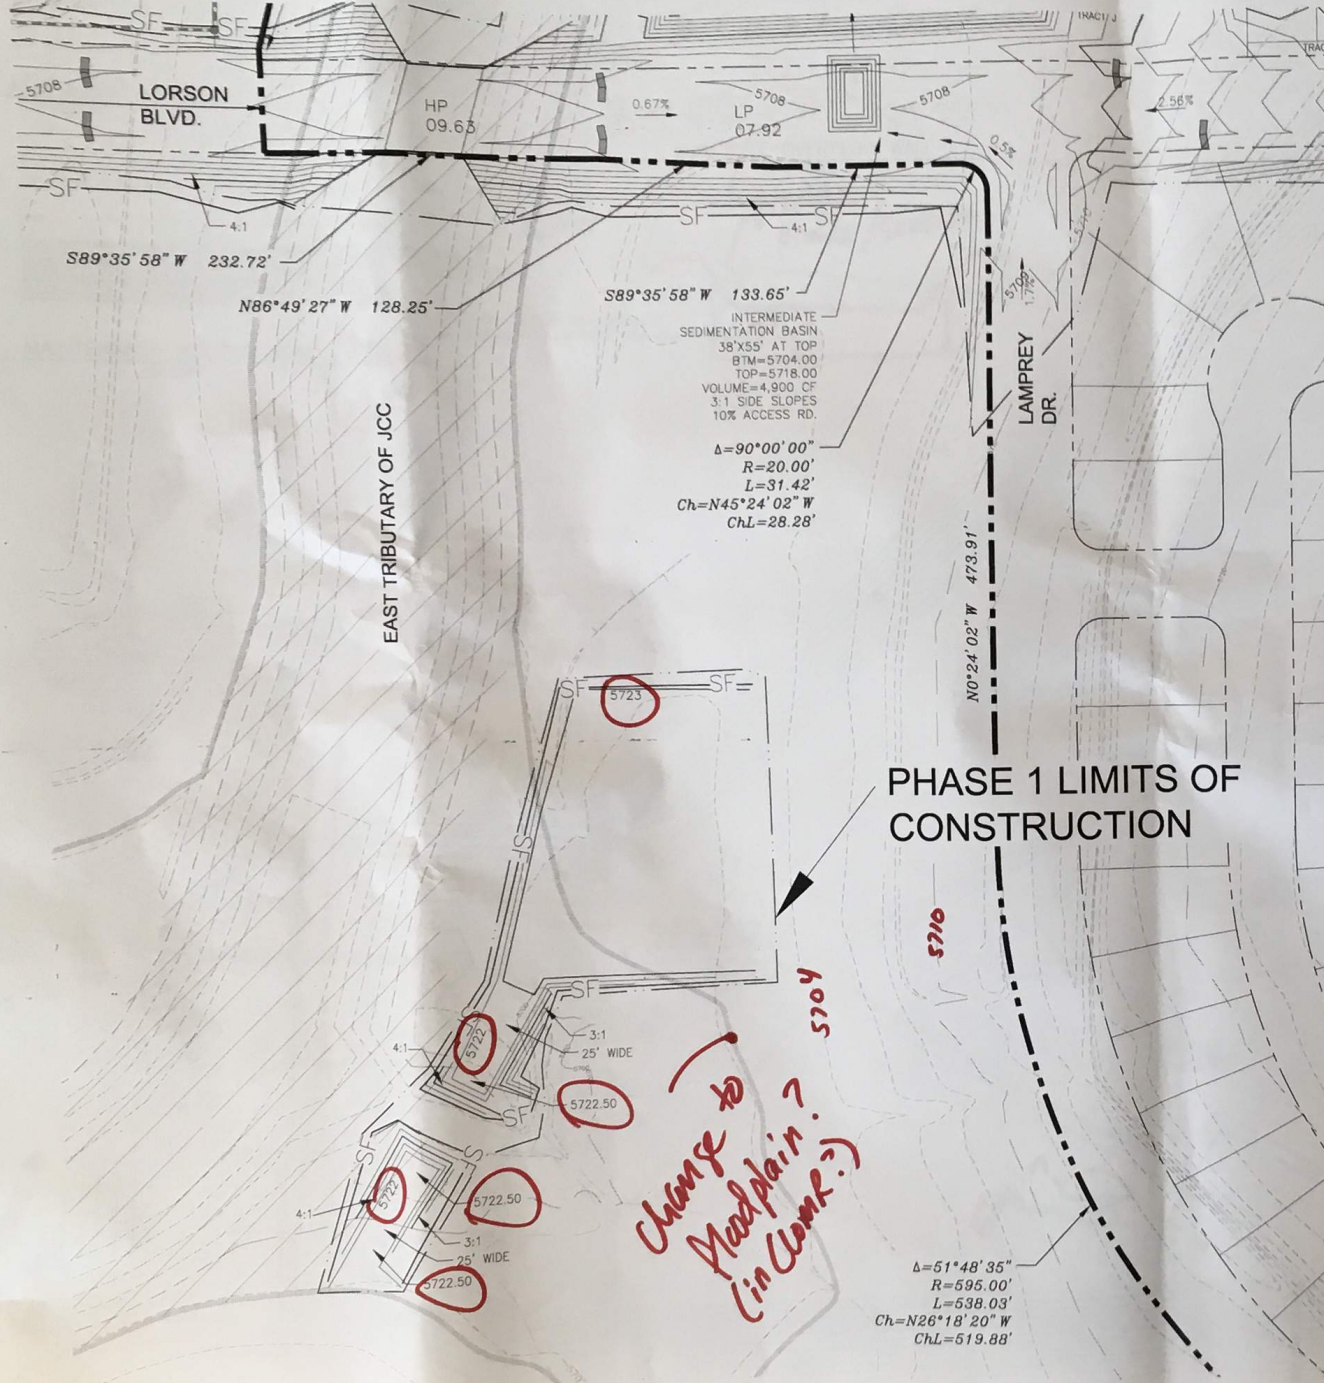 SF
SF
TRACT J
5708
LORSON
BLVD.
HP
09.63
0.67%
5708
LP
07.92
5708
2.56%
0.5%
SF
4:1
SF
SF
4:1
S89°35'58" W 232.72'
N86°49'27" W 128.25'
S89°35'58" W 133.65'
INTERMEDIATE
SEDIMENTATION BASIN
38'X55' AT TOP
BTM=5704.00
TOP=5718.00
VOLUME=4,900 CF
3:1 SIDE SLOPES
10% ACCESS RD.
1.7%
LAMPREY
DR.
Δ=90°00'00"
R=20.00'
L=31.42'
Ch=N45°24'02" W
ChL=28.28'
EAST TRIBUTARY OF JCC
N0°24'02" W 473.91'
SF
5723
SF
PHASE 1 LIMITS OF
CONSTRUCTION
SF
5710
5704
SF
5722
3:1
25' WIDE
4:1
5722.50
SF
SF
5722
4:1
5722.50
3:1
25' WIDE
5722.50
change to
floodplain?
(in CLOMR?)
Δ=51°48'35"
R=595.00'
L=538.03'
Ch=N26°18'20" W
ChL=519.88'